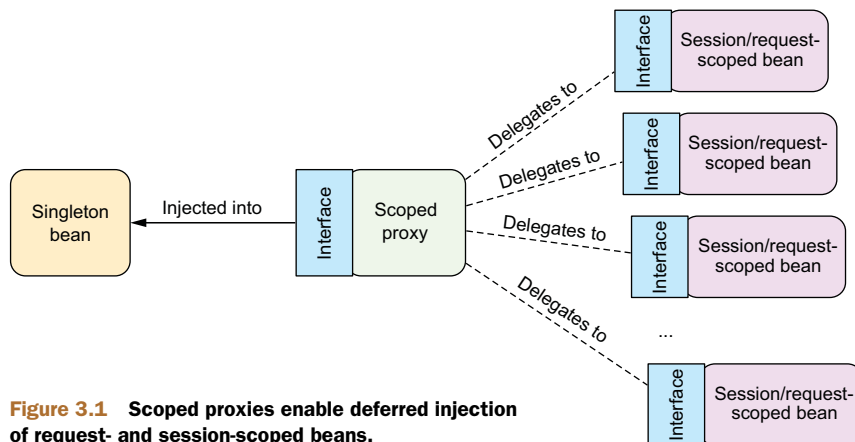 Singleton
bean
Injected into
Interface
Scoped
proxy
Delegates to
Interface
Session/request-
scoped bean
Delegates to
Interface
Session/request-
scoped bean
Delegates to
Interface
Session/request-
scoped bean
...
Delegates to
Interface
Session/request-
scoped bean
Figure 3.1 Scoped proxies enable deferred injection
of request- and session-scoped beans.